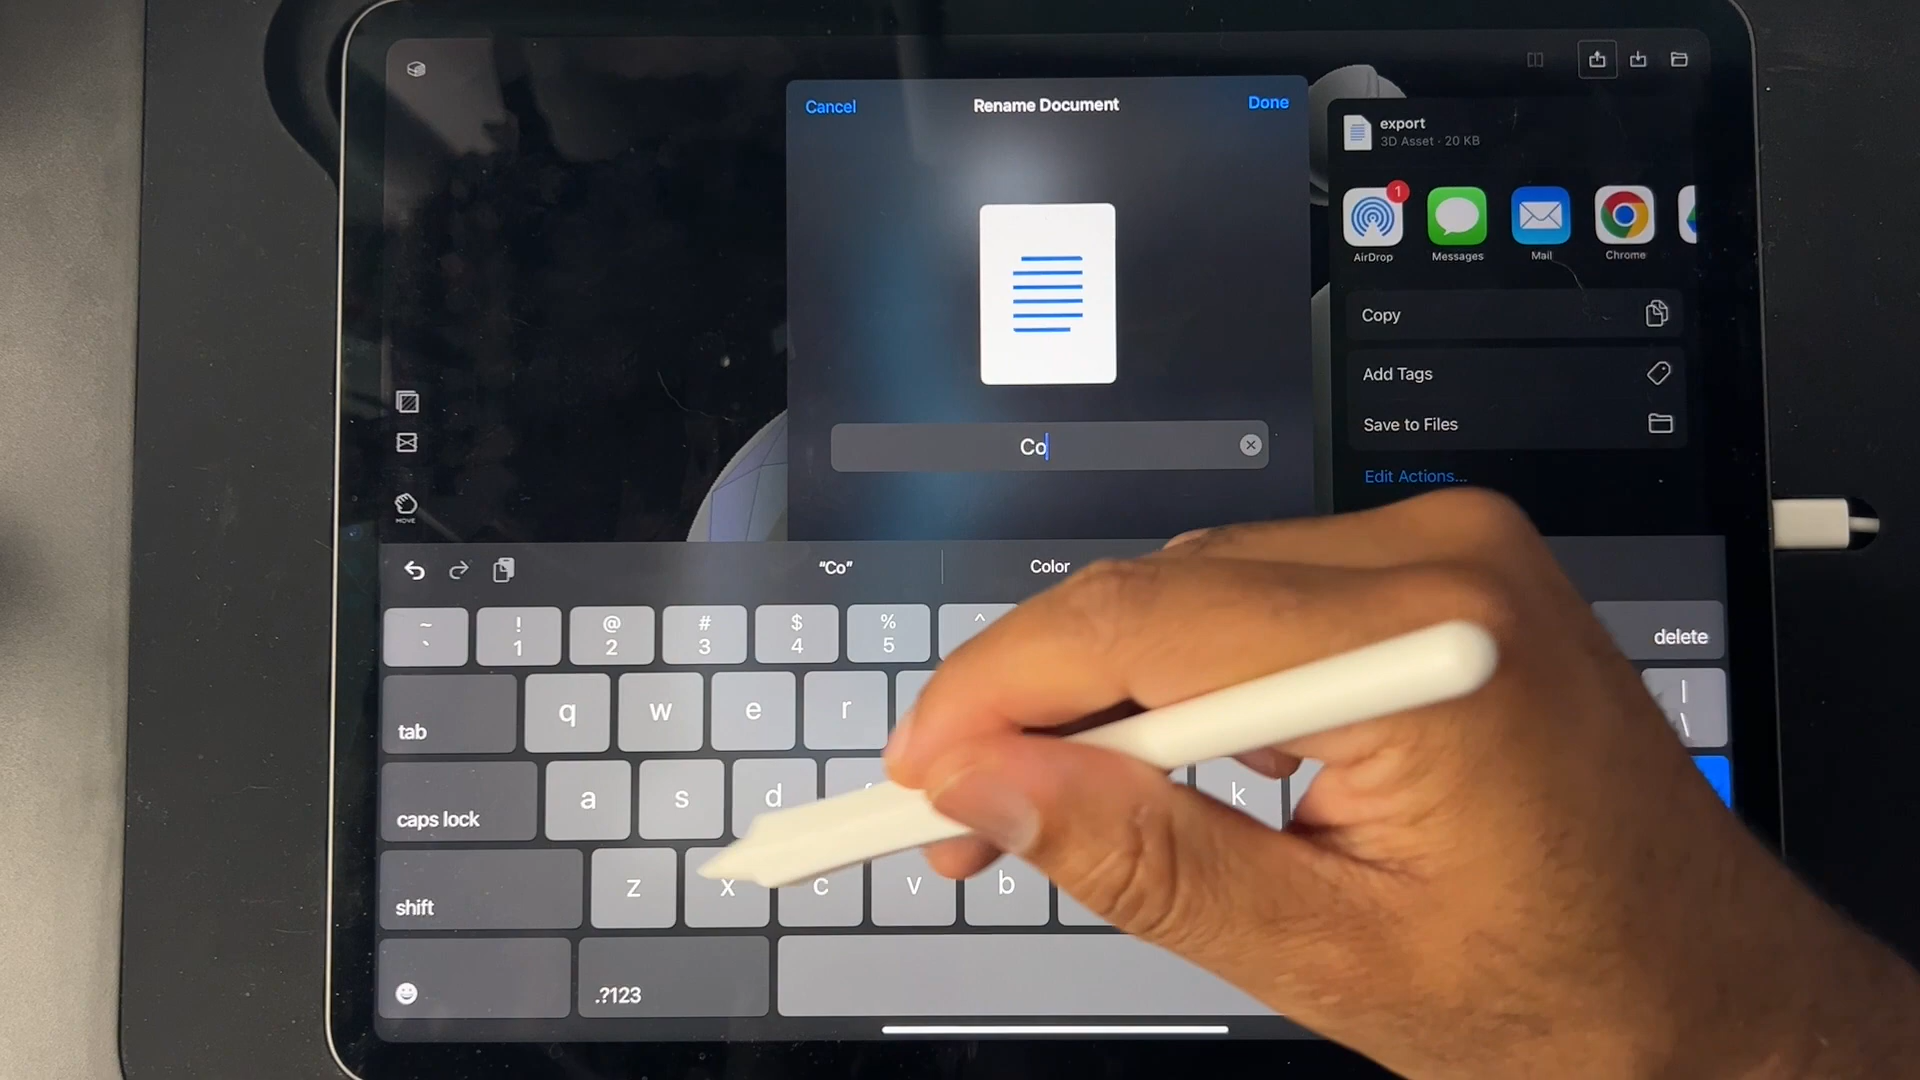 Cancel
Rename Document
Done
export
3D Asset · 20 KB
1
AirDrop
Messages
Mail
Chrome
Copy
Add Tags
Save to Files
Edit Actions...
Co
MOVE
“Co”
Color
~ ! @ # $ % ^
` 1 2 3 4 5
delete
tab q w e r | \
caps lock a s d k
shift z x c v b
.?123